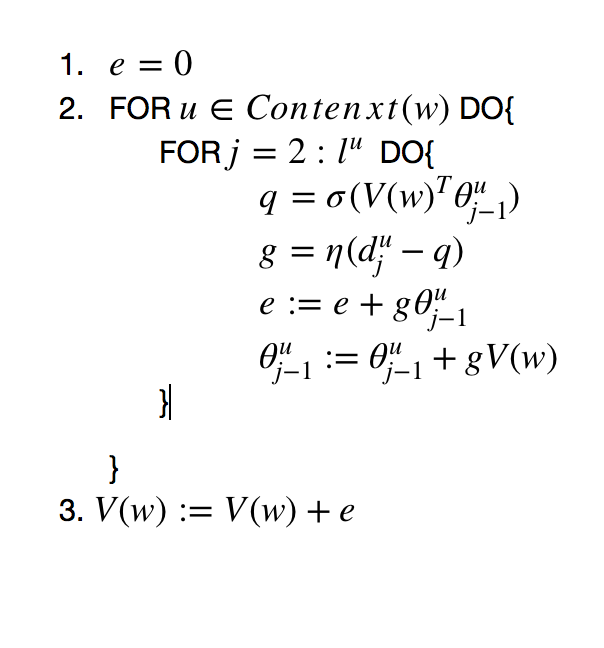 1. e = 0
2. FOR u ∈ Contenxt(w) DO{
FOR j = 2 : l^u DO{
q = σ(V(w)^T θ^u_{j−1})
g = η(d^u_j − q)
e := e + gθ^u_{j−1}
θ^u_{j−1} := θ^u_{j−1} + gV(w)
}
}
3. V(w) := V(w) + e